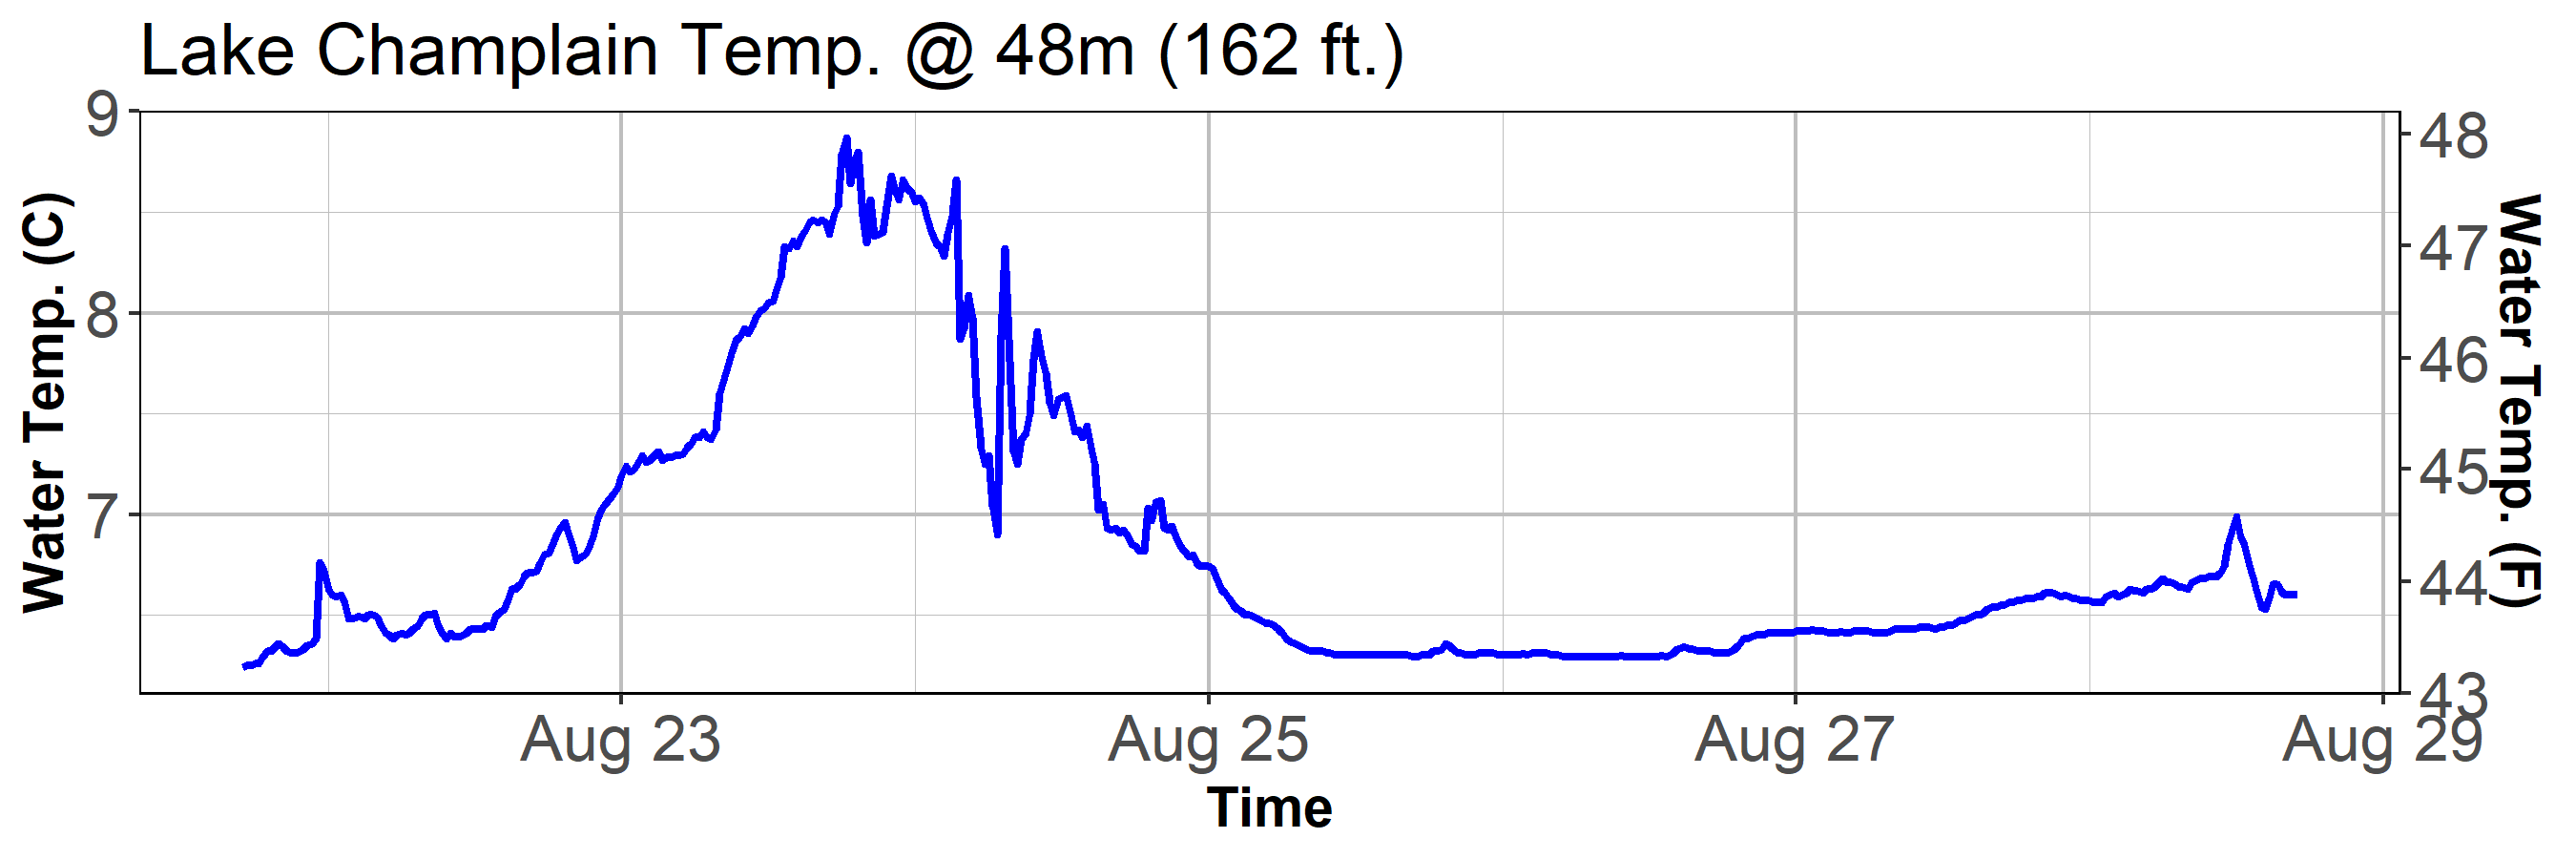 Lake Champlain Temp. @ 48m (162 ft.)
9
8
7
Water Temp. (C)
48
47
46
45
44
43
Water Temp. (F)
Aug 23
Aug 25
Aug 27
Aug 29
Time